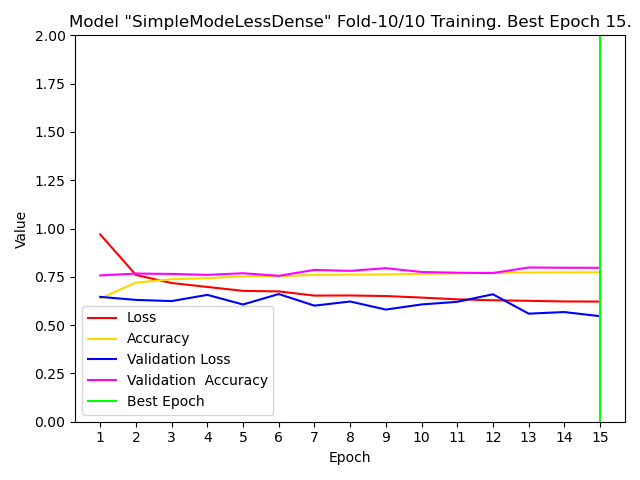 Model "SimpleModeLessDense" Fold-10/10 Training. Best Epoch 15.
2.00
1.75
1.50
1.25
1.00
0.75
0.50
0.25
0.00
Value
Loss
Accuracy
Validation Loss
Validation  Accuracy
Best Epoch
1 2 3 4 5 6 7 8 9 10 11 12 13 14 15
Epoch